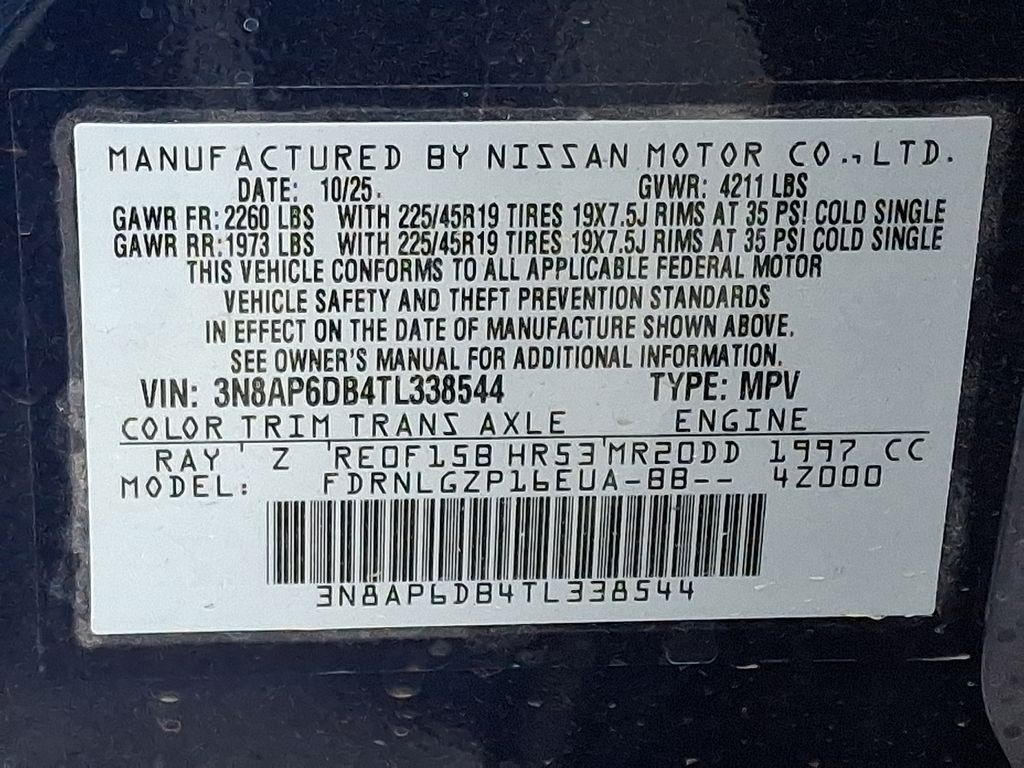 MANUFACTURED BY NISSAN MOTOR CO., LTD.
DATE: 10/25 GVWR: 4211 LBS
GAWR FR: 2260 LBS WITH 225/45R19 TIRES 19X7.5J RIMS AT 35 PSI COLD SINGLE
GAWR RR: 1973 LBS WITH 225/45R19 TIRES 19X7.5J RIMS AT 35 PSI COLD SINGLE
THIS VEHICLE CONFORMS TO ALL APPLICABLE FEDERAL MOTOR
VEHICLE SAFETY AND THEFT PREVENTION STANDARDS
IN EFFECT ON THE DATE OF MANUFACTURE SHOWN ABOVE.
SEE OWNER'S MANUAL FOR ADDITIONAL INFORMATION.
VIN: 3N8AP6DB4TL338544 TYPE: MPV
COLOR TRIM TRANS AXLE ENGINE
RAY Z RE0F15B HR53 MR20DD 1997 CC
MODEL: FDRNLGZP16EUA-BB-- 4Z000
3N8AP6DB4TL338544